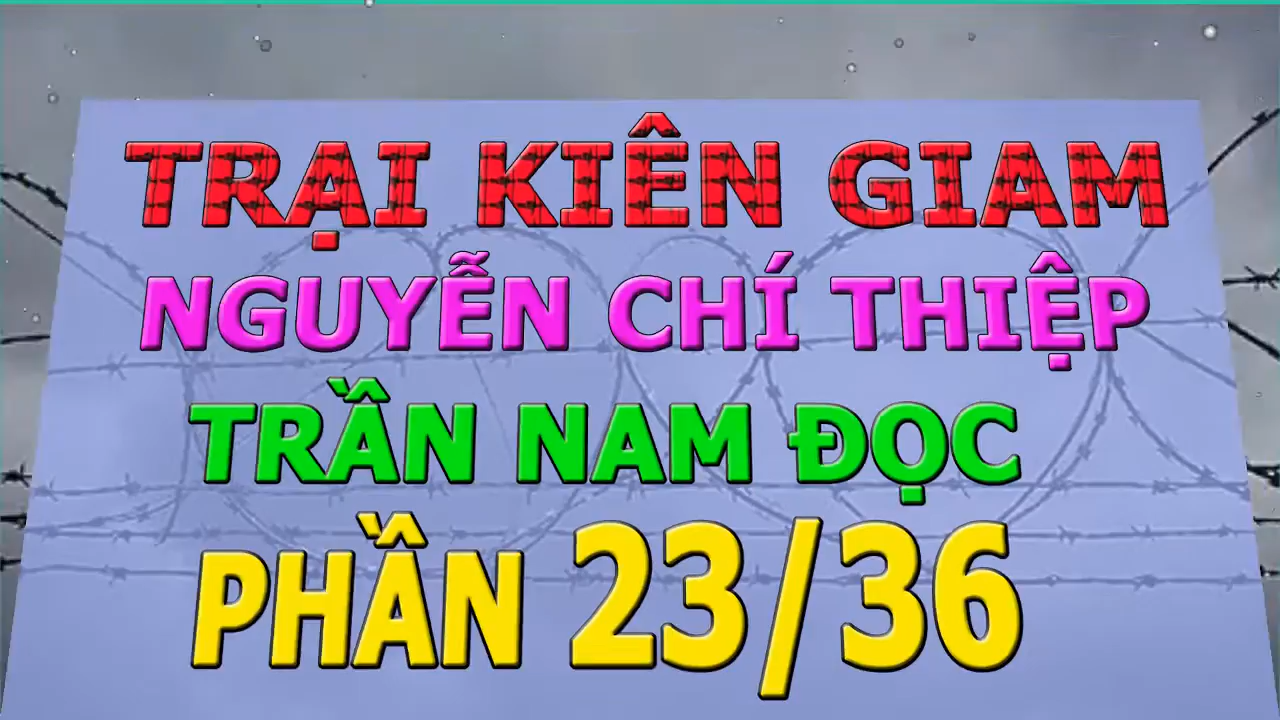 TRẠI KIÊN GIAM
NGUYỄN CHÍ THIỆP
TRẦN NAM ĐỌC
PHẦN 23/36